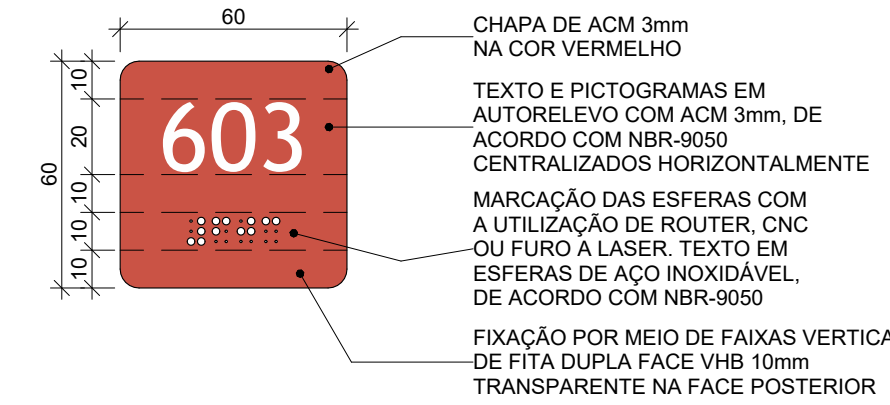 60
CHAPA DE ACM 3mm
NA COR VERMELHO
10
20
10
10
10
60
603
⠼⠋⠚⠉
TEXTO E PICTOGRAMAS EM
AUTORELEVO COM ACM 3mm, DE
ACORDO COM NBR-9050
CENTRALIZADOS HORIZONTALMENTE
MARCAÇÃO DAS ESFERAS COM
A UTILIZAÇÃO DE ROUTER, CNC
OU FURO A LASER. TEXTO EM
ESFERAS DE AÇO INOXIDÁVEL,
DE ACORDO COM NBR-9050
FIXAÇÃO POR MEIO DE FAIXAS VERTICA
DE FITA DUPLA FACE VHB 10mm
TRANSPARENTE NA FACE POSTERIOR